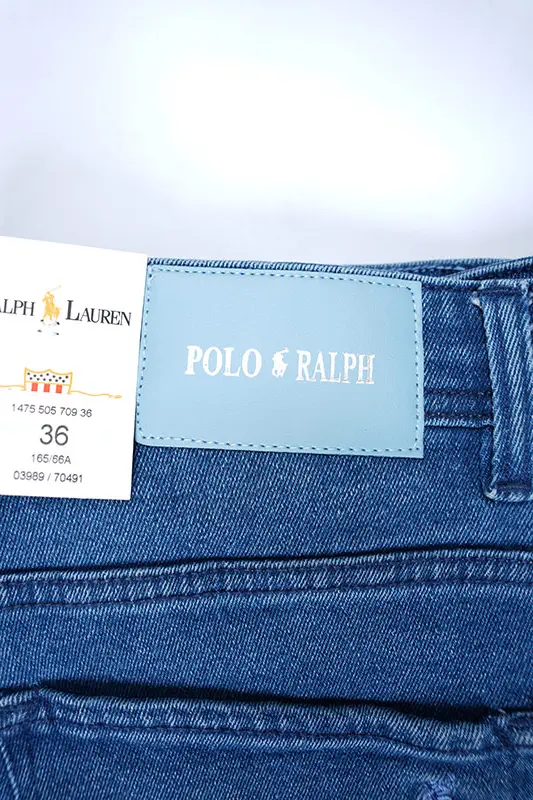 ALPH LAUREN
1475 505 709 36
36
165/66A
03989 / 70491
POLO RALPH